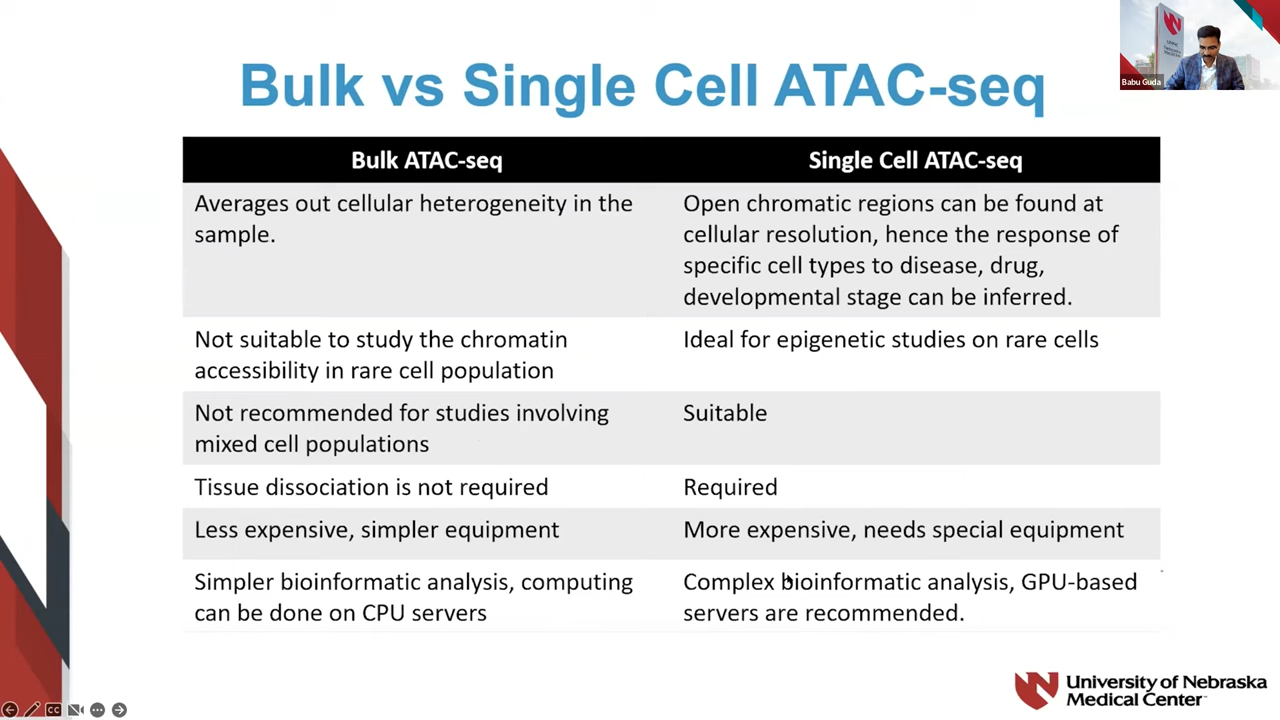 Bulk vs Single Cell ATAC-seq
Babu Guda
Bulk ATAC-seq
Single Cell ATAC-seq
Averages out cellular heterogeneity in the
sample.
Open chromatic regions can be found at
cellular resolution, hence the response of
specific cell types to disease, drug,
developmental stage can be inferred.
Not suitable to study the chromatin
accessibility in rare cell population
Ideal for epigenetic studies on rare cells
Not recommended for studies involving
mixed cell populations
Suitable
Tissue dissociation is not required
Required
Less expensive, simpler equipment
More expensive, needs special equipment
Simpler bioinformatic analysis, computing
can be done on CPU servers
Complex bioinformatic analysis, GPU-based
servers are recommended.
University of Nebraska
Medical Center
CC